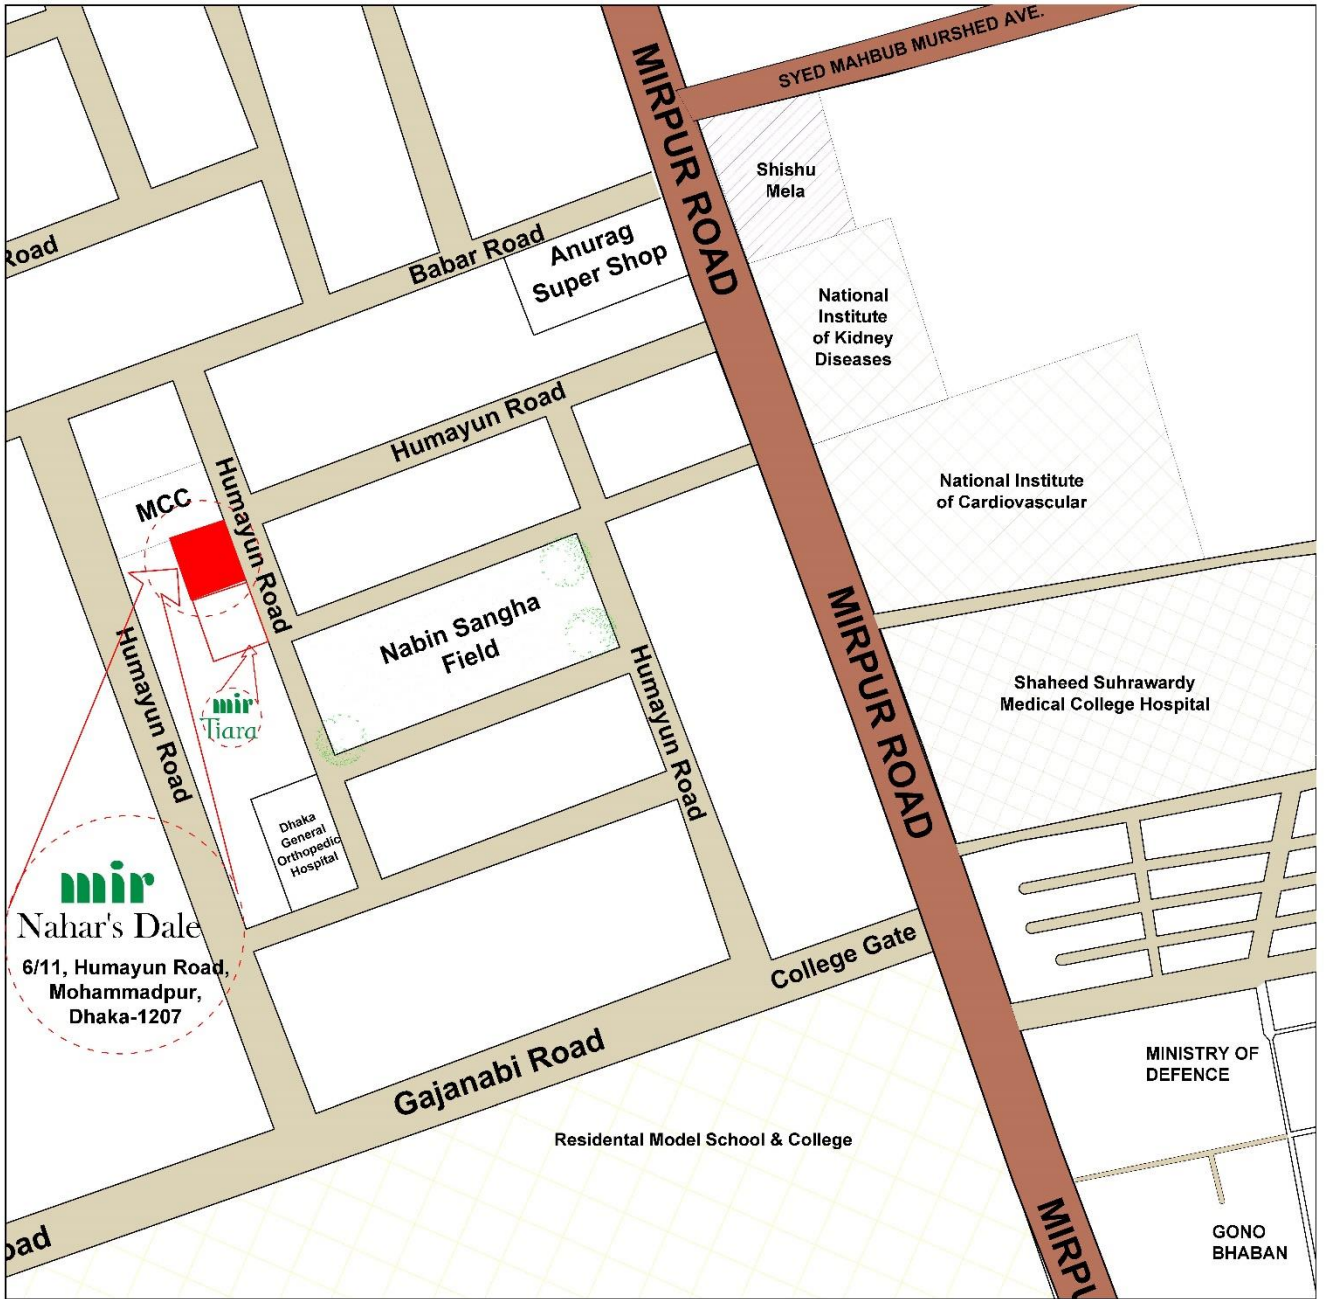 SYED MAHBUB MURSHED AVE.
MIRPUR ROAD
Shishu
Mela
Road
Babar Road
Anurag
Super Shop
National
Institute
of Kidney
Diseases
Humayun Road
MCC
Humayun Road
National Institute
of Cardiovascular
Nabin Sangha
Field
Humayun Road
mir
Tiara
Humayun Road
MIRPUR ROAD
Shaheed Suhrawardy
Medical College Hospital
Dhaka
General
Orthopedic
Hospital
mir
Nahar's Dale
6/11, Humayun Road,
Mohammadpur,
Dhaka-1207
College Gate
Gajanabi Road
MINISTRY OF
DEFENCE
Residental Model School & College
oad
MIRPU
GONO
BHABAN